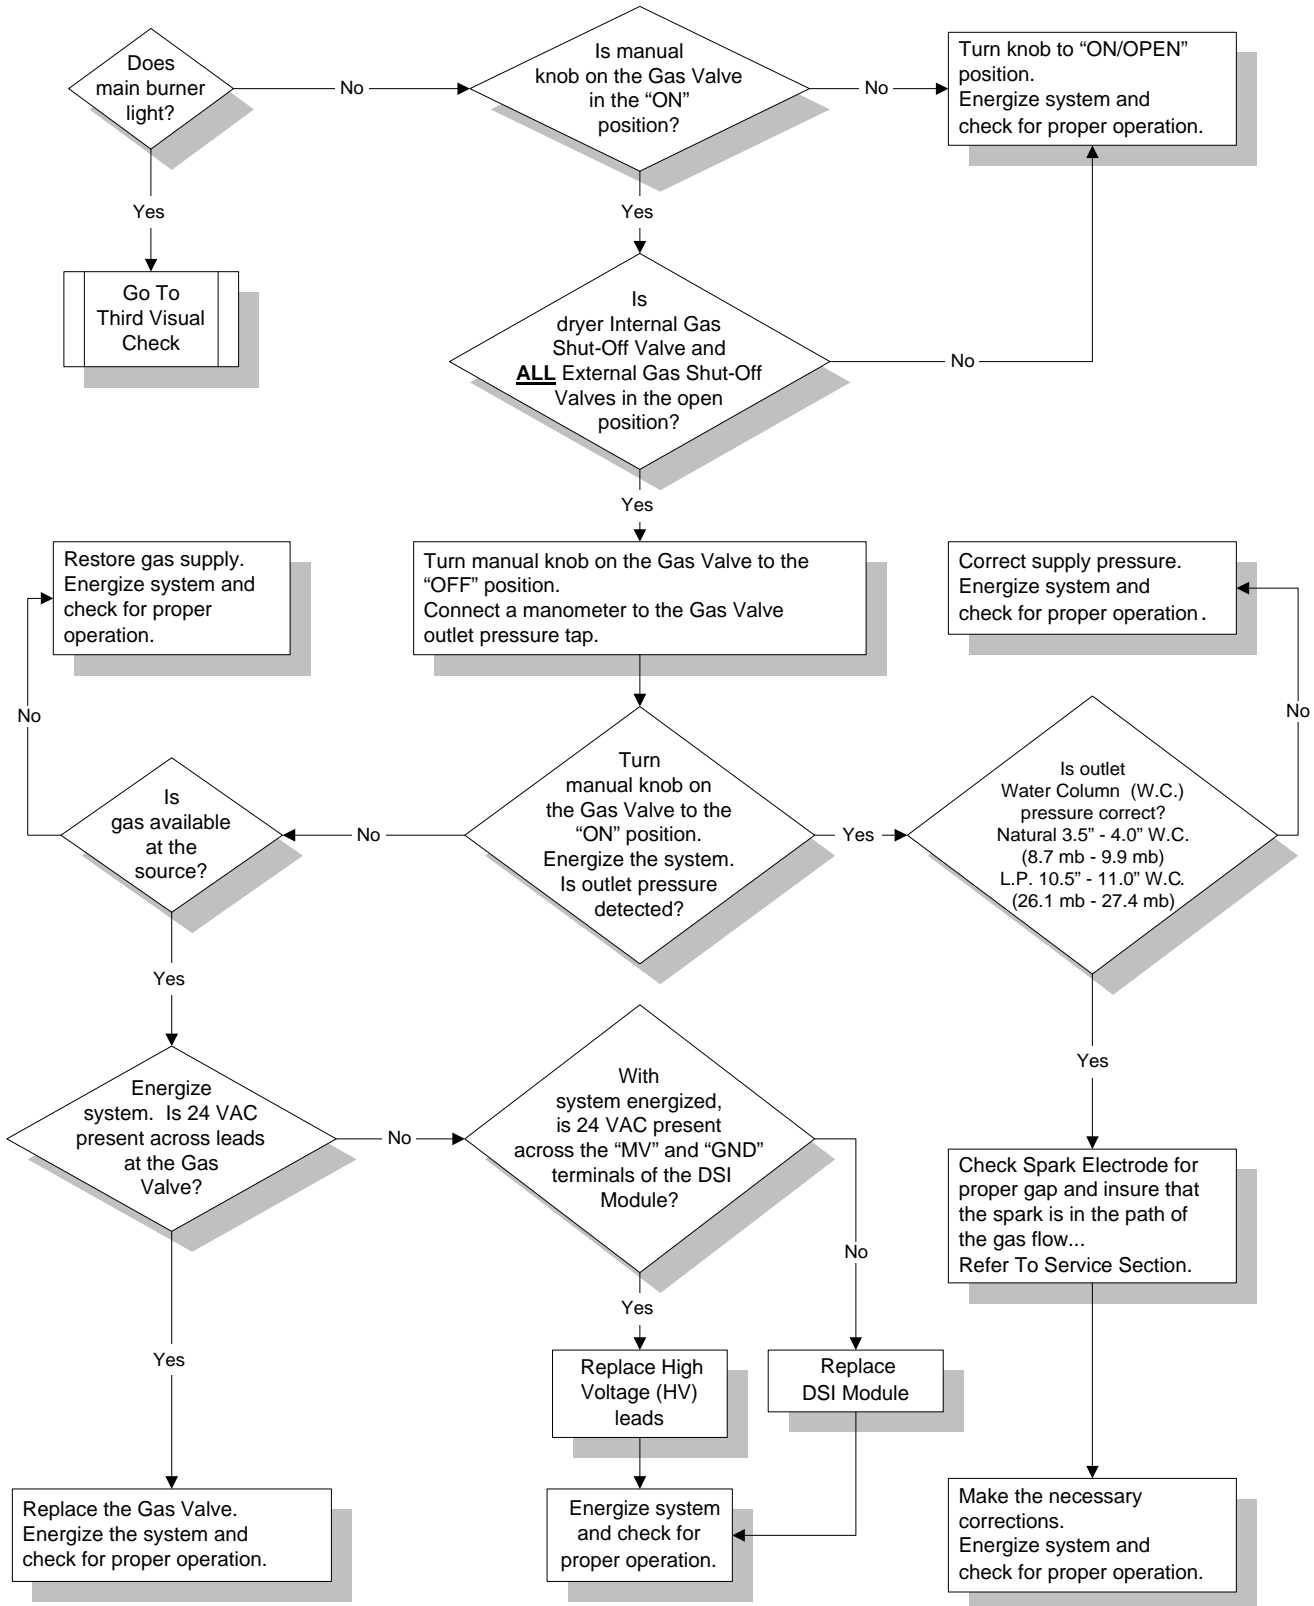 Does
main burner
light?
No
Is manual
knob on the Gas Valve
in the “ON”
position?
No
Turn knob to “ON/OPEN”
position.
Energize system and
check for proper operation.
Yes
Go To
Third Visual
Check
Yes
Is
dryer Internal Gas
Shut-Off Valve and
ALL External Gas Shut-Off
Valves in the open
position?
No
Yes
Restore gas supply.
Energize system and
check for proper
operation.
Turn manual knob on the Gas Valve to the
“OFF” position.
Connect a manometer to the Gas Valve
outlet pressure tap.
Correct supply pressure.
Energize system and
check for proper operation.
No
No
Is
gas available
at the
source?
No
Turn
manual knob on
the Gas Valve to the
“ON” position.
Energize the system.
Is outlet pressure
detected?
Yes
Is outlet
Water Column (W.C.)
pressure correct?
Natural 3.5” - 4.0” W.C.
(8.7 mb - 9.9 mb)
L.P. 10.5” - 11.0” W.C.
(26.1 mb - 27.4 mb)
Yes
Yes
Energize
system. Is 24 VAC
present across leads
at the Gas
Valve?
No
With
system energized,
is 24 VAC present
across the “MV” and “GND”
terminals of the DSI
Module?
No
Check Spark Electrode for
proper gap and insure that
the spark is in the path of
the gas flow...
Refer To Service Section.
Yes
Yes
Replace High
Voltage (HV)
leads
Replace
DSI Module
Replace the Gas Valve.
Energize the system and
check for proper operation.
Energize system
and check for
proper operation.
Make the necessary
corrections.
Energize system and
check for proper operation.